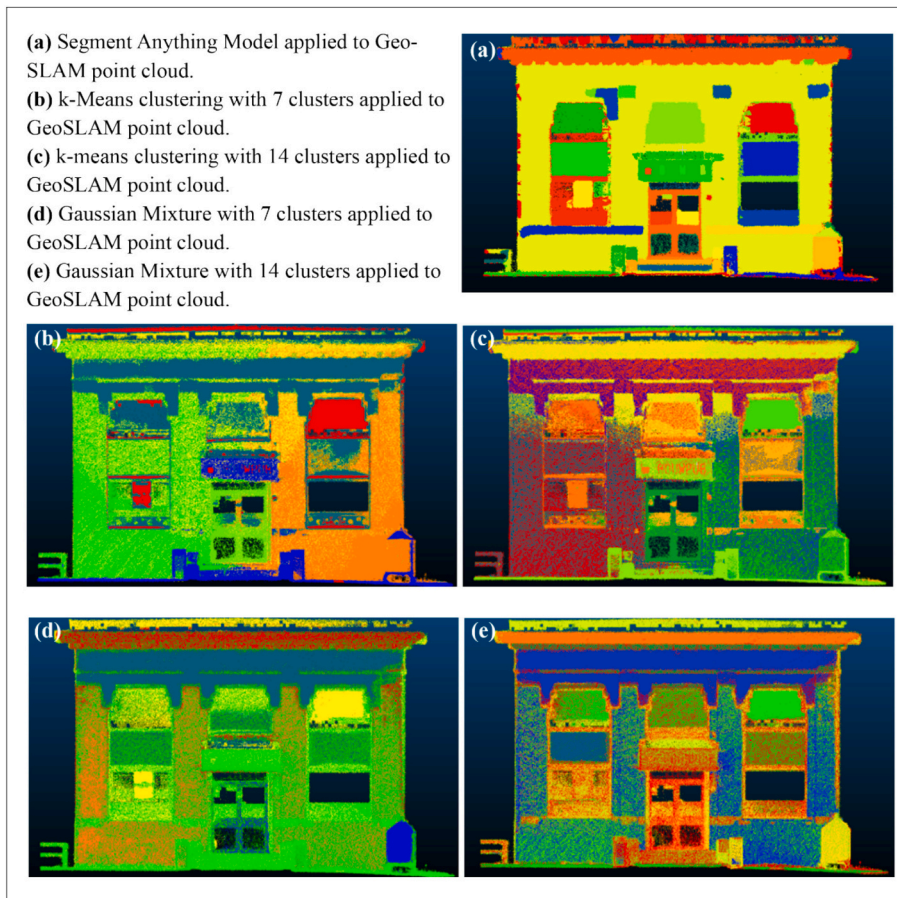 (a) Segment Anything Model applied to Geo-
SLAM point cloud.
(b) k-Means clustering with 7 clusters applied to
GeoSLAM point cloud.
(c) k-means clustering with 14 clusters applied to
GeoSLAM point cloud.
(d) Gaussian Mixture with 7 clusters applied to
GeoSLAM point cloud.
(e) Gaussian Mixture with 14 clusters applied to
GeoSLAM point cloud.
(a)
(b)
(c)
(d)
(e)